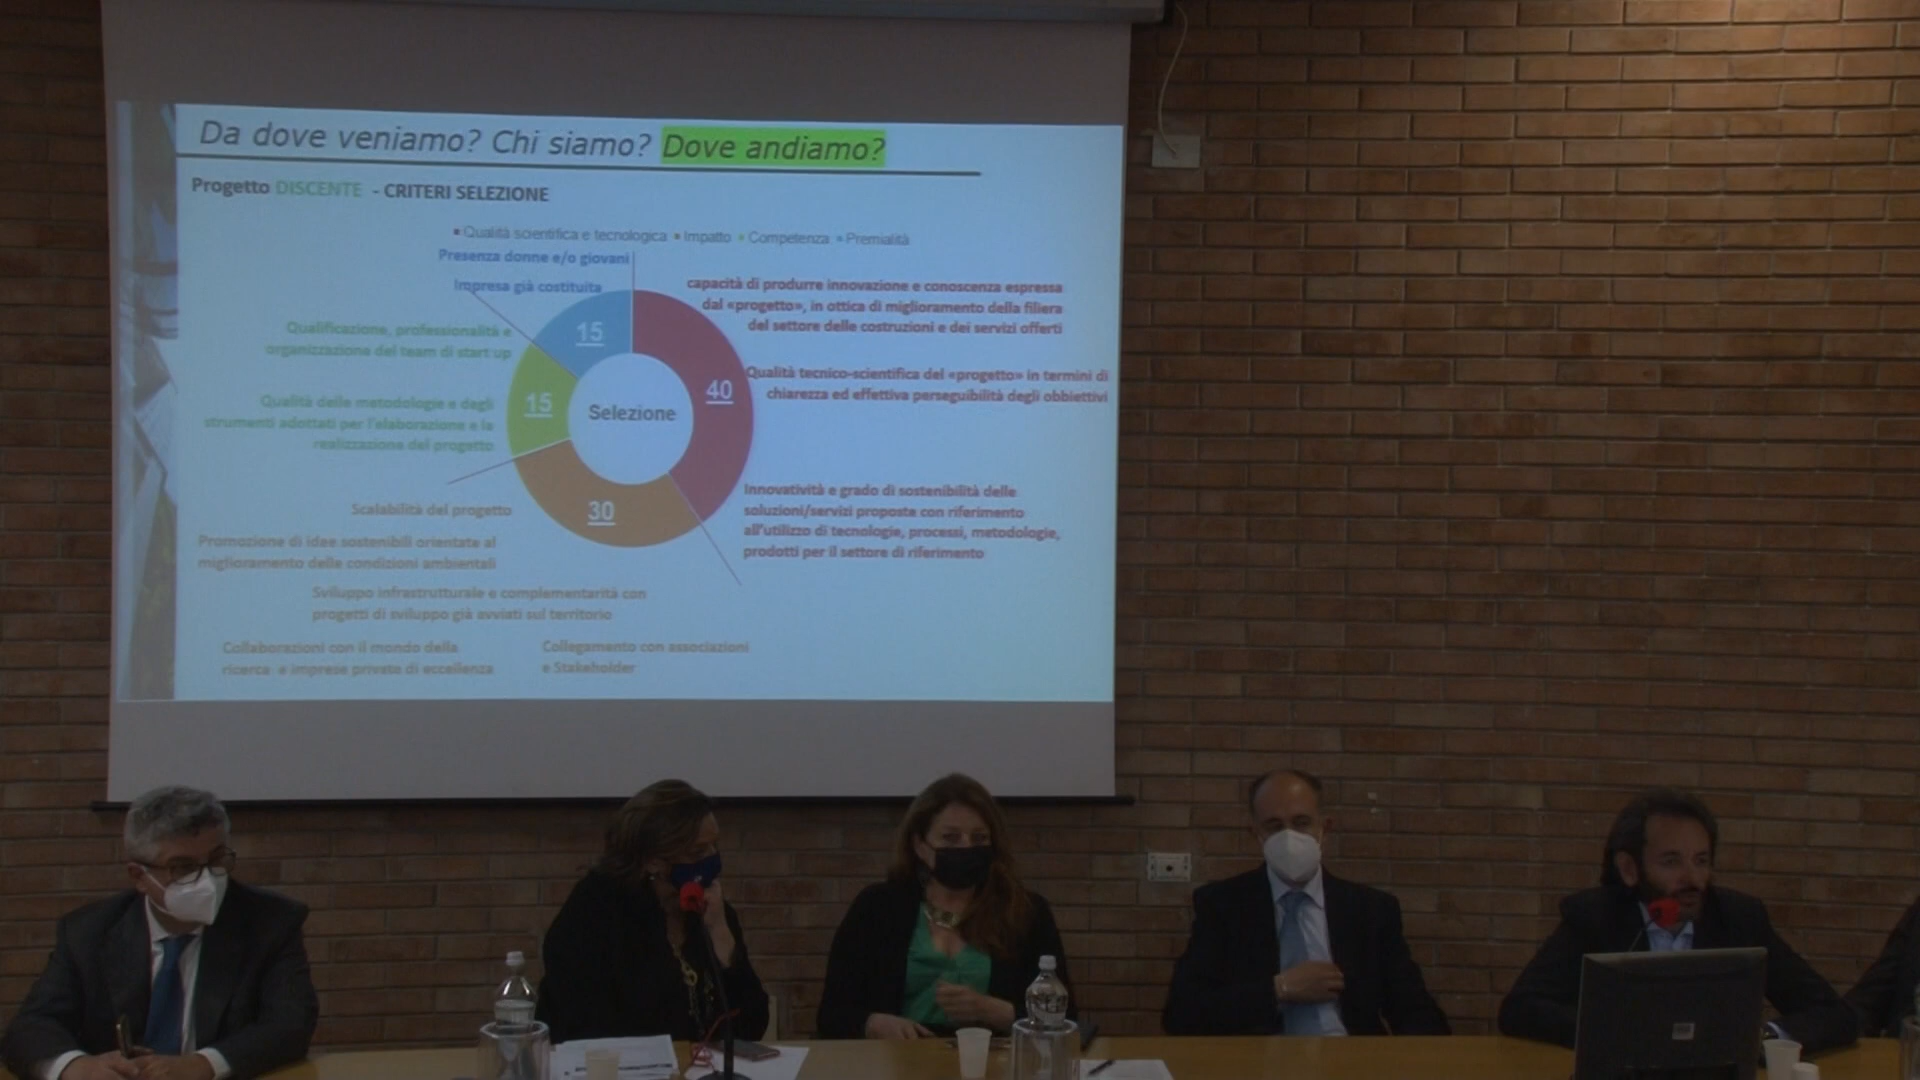 Da dove veniamo? Chi siamo? Dove andiamo?
Progetto DISCENTE - CRITERI SELEZIONE
Qualità scientifica e tecnologica Impatto Competenza Premialità
Presenza donne e/o giovani
Impresa già costituita
capacità di produrre innovazione e conoscenza espressa
dal «progetto», in ottica di miglioramento della filiera
del settore delle costruzioni e dei servizi offerti
Qualificazione, professionalità e
organizzazione del team di start up
15
Qualità tecnico-scientifica del «progetto» in termini di
chiarezza ed effettiva perseguibilità degli obbiettivi
40
Qualità delle metodologie e degli
strumenti adottati per l'elaborazione e la
realizzazione del progetto
15
Selezione
Innovatività e grado di sostenibilità delle
soluzioni/servizi proposte con riferimento
all'utilizzo di tecnologie, processi, metodologie,
prodotti per il settore di riferimento
30
Scalabilità del progetto
Promozione di idee sostenibili orientate al
miglioramento delle condizioni ambientali
Sviluppo infrastrutturale e complementarità con
progetti di sviluppo già avviati sul territorio
Collaborazioni con il mondo della
ricerca e imprese private di eccellenza
Collegamento con associazioni
e Stakeholder